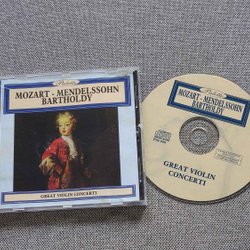 MOZART - MENDELSSOHN
BARTHOLDY
GREAT VIOLIN CONCERTI
MOZART - MENDELSSOHN
BARTHOLDY
GREAT VIOLIN
CONCERTI